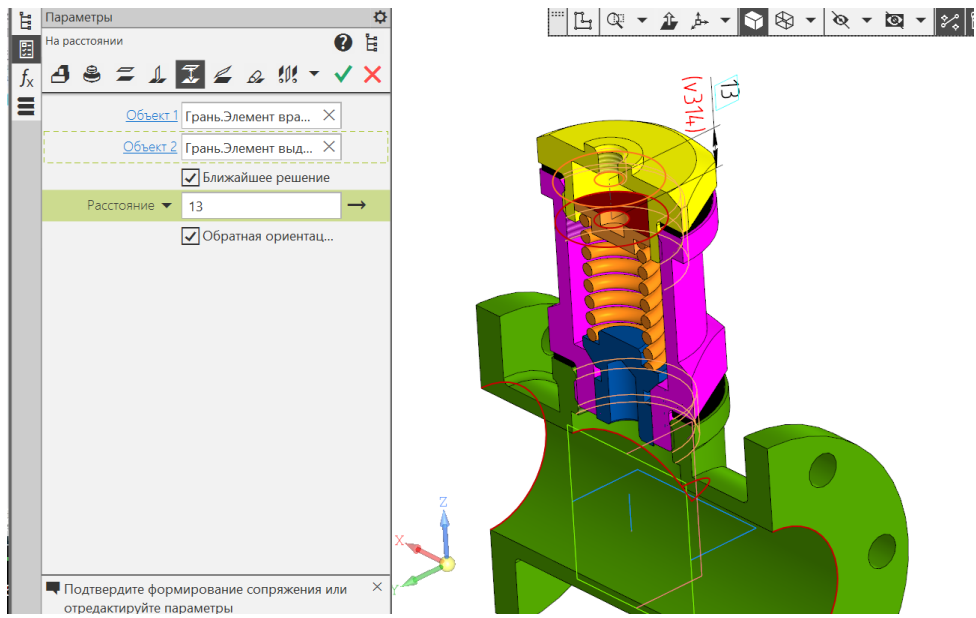 Параметры
На расстоянии
Объект 1
Грань.Элемент вра...
Объект 2
Грань.Элемент выд...
Ближайшее решение
Расстояние
13
Обратная ориентац...
Подтвердите формирование сопряжения или
отредактируйте параметры
13
(v314)
Z
X
Y